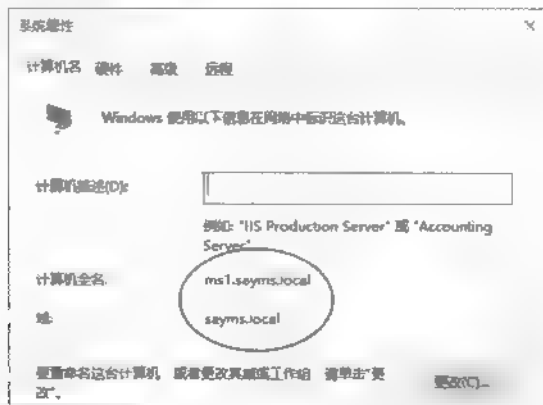 系统属性
计算机名 硬件 高级 远程
Windows 使用以下信息在网络中标识这台计算机。
计算机描述(D):
例如: "IIS Production Server" 或 "Accounting
Server"。
计算机全名:
ms1.sayms.local
域:
sayms.local
要重命名这台计算机，或者更改其域或工作组，请单击"更
改"。
更改(C)...